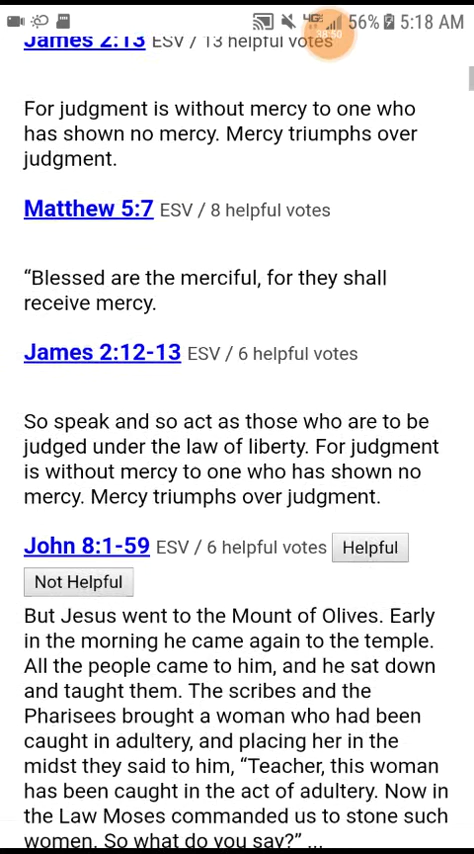 4G 56% 5:18 AM
38:50
James 2:13 ESV / 13 helpful votes
For judgment is without mercy to one who
has shown no mercy. Mercy triumphs over
judgment.
Matthew 5:7 ESV / 8 helpful votes
“Blessed are the merciful, for they shall
receive mercy.
James 2:12-13 ESV / 6 helpful votes
So speak and so act as those who are to be
judged under the law of liberty. For judgment
is without mercy to one who has shown no
mercy. Mercy triumphs over judgment.
John 8:1-59 ESV / 6 helpful votes Helpful
Not Helpful
But Jesus went to the Mount of Olives. Early
in the morning he came again to the temple.
All the people came to him, and he sat down
and taught them. The scribes and the
Pharisees brought a woman who had been
caught in adultery, and placing her in the
midst they said to him, “Teacher, this woman
has been caught in the act of adultery. Now in
the Law Moses commanded us to stone such
women. So what do you say?” ...